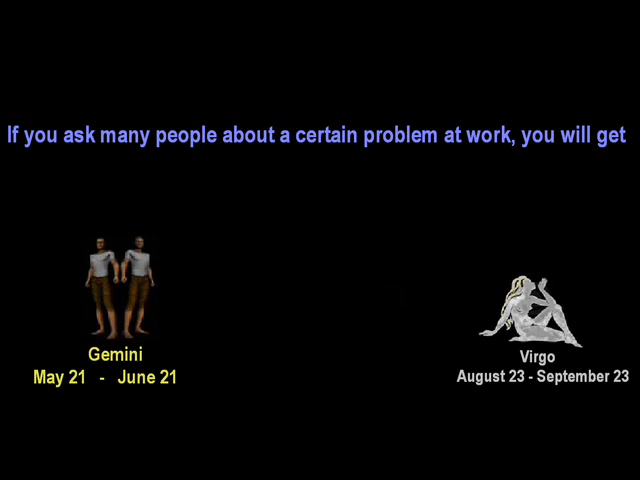 If you ask many people about a certain problem at work, you will get
Gemini
May 21 - June 21
Virgo
August 23 - September 23